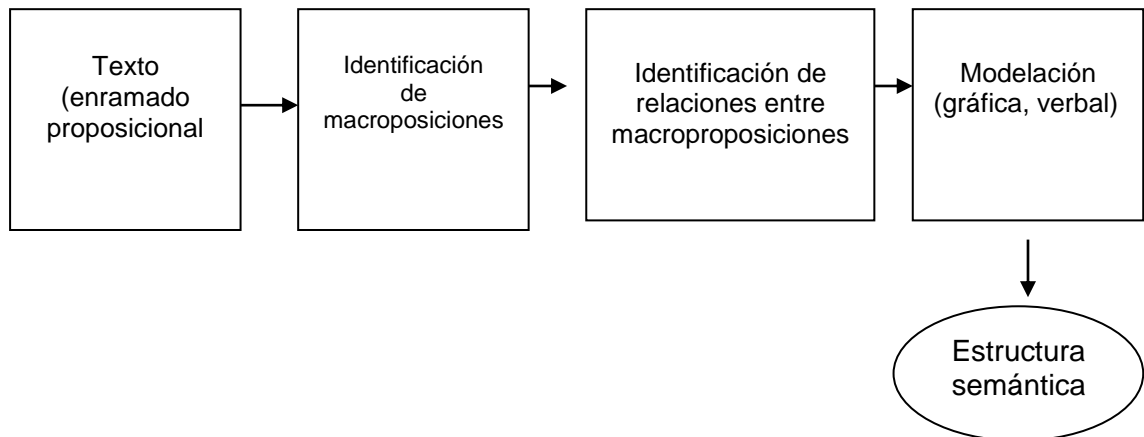 Texto
(enramado
proposicional
Identificación
de
macroposiciones
Identificación de
relaciones entre
macroproposiciones
Modelación
(gráfica, verbal)
Estructura
semántica